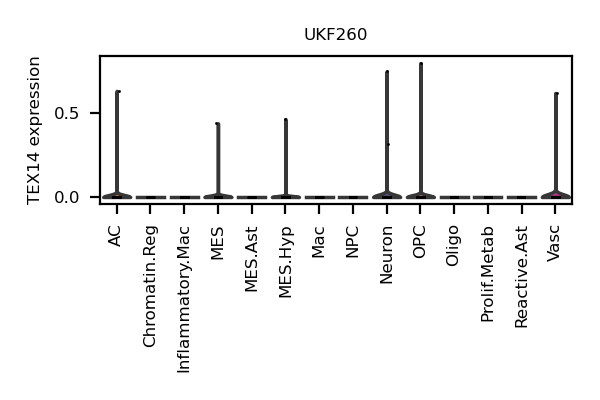 UKF260
TEX14 expression
0.5
0.0
AC
Chromatin.Reg
Inflammatory.Mac
MES
MES.Ast
MES.Hyp
Mac
NPC
Neuron
OPC
Oligo
Prolif.Metab
Reactive.Ast
Vasc